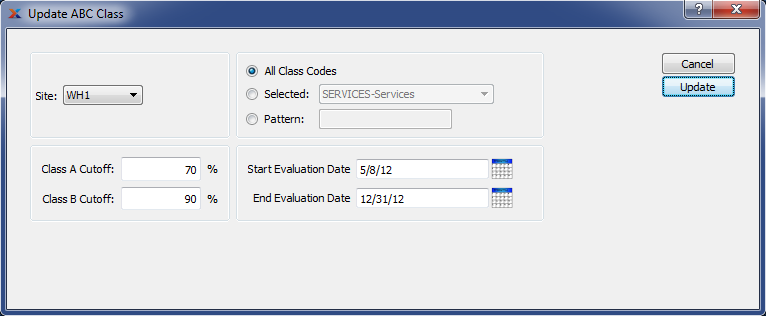 Update ABC Class
?
Site: WH1
All Class Codes
Selected: SERVICES-Services
Pattern:
Cancel
Update
Class A Cutoff: 70 %
Class B Cutoff: 90 %
Start Evaluation Date 5/8/12
End Evaluation Date 12/31/12